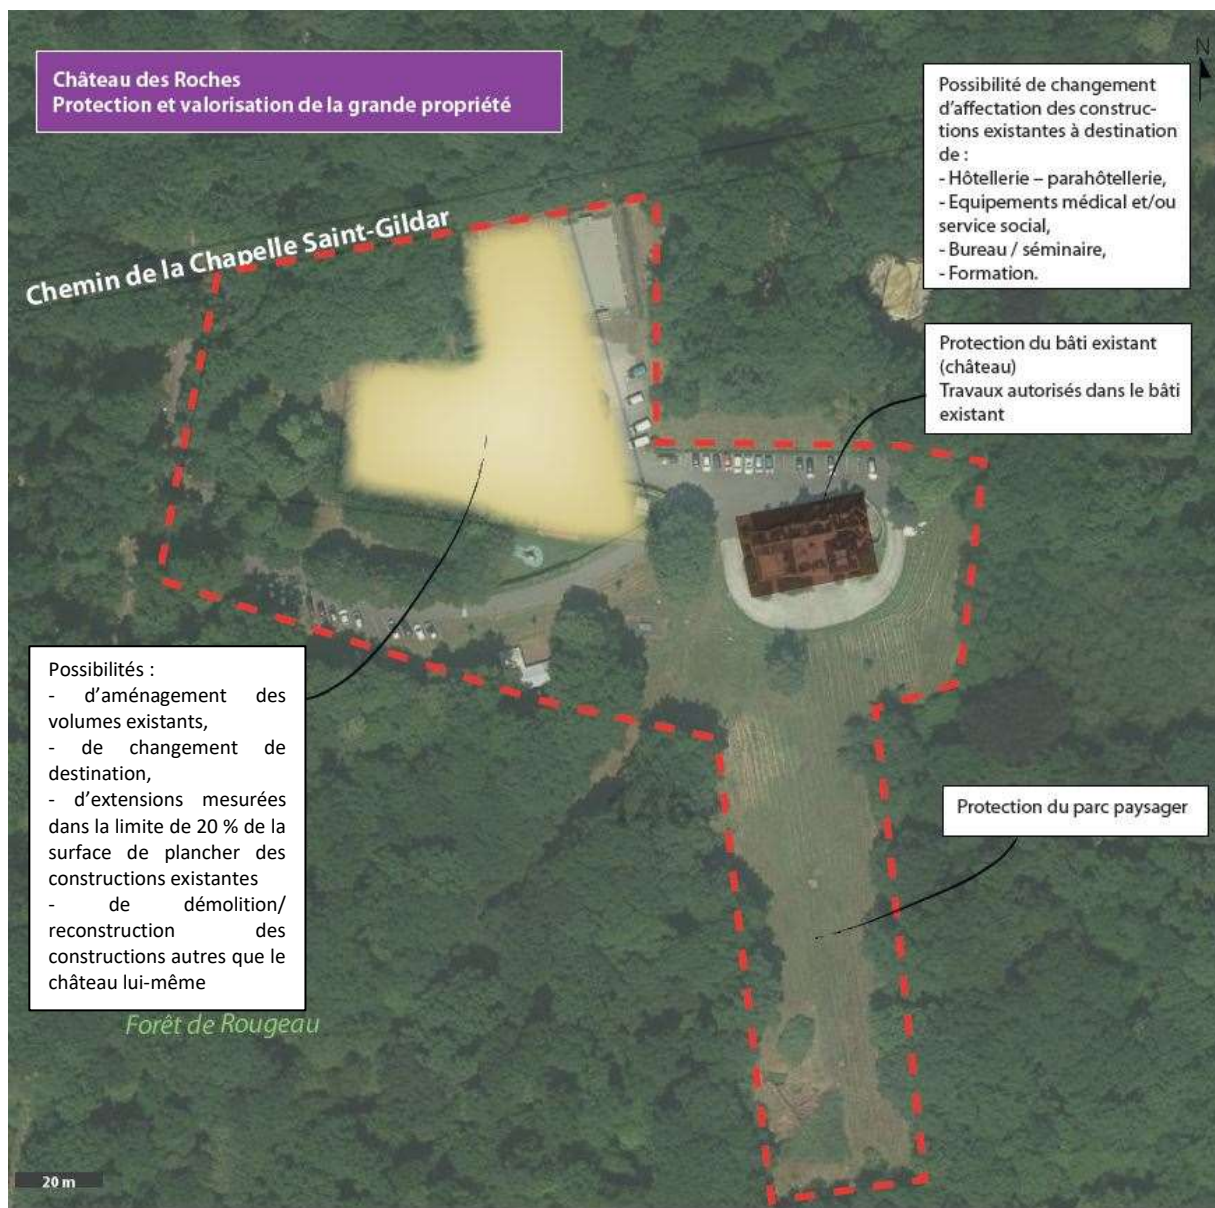 Château des Roches
Protection et valorisation de la grande propriété
N
Possibilité de changement
d'affectation des construc-
tions existantes à destination
de :
- Hôtellerie – parahôtellerie,
- Equipements médical et/ou
service social,
- Bureau / séminaire,
- Formation.
Chemin de la Chapelle Saint-Gildar
Protection du bâti existant
(château)
Travaux autorisés dans le bâti
existant
Possibilités :
- d'aménagement des
volumes existants,
- de changement de
destination,
- d'extensions mesurées
dans la limite de 20 % de la
surface de plancher des
constructions existantes
- de démolition/
reconstruction des
constructions autres que le
château lui-même
Protection du parc paysager
Forêt de Rougeau
20 m